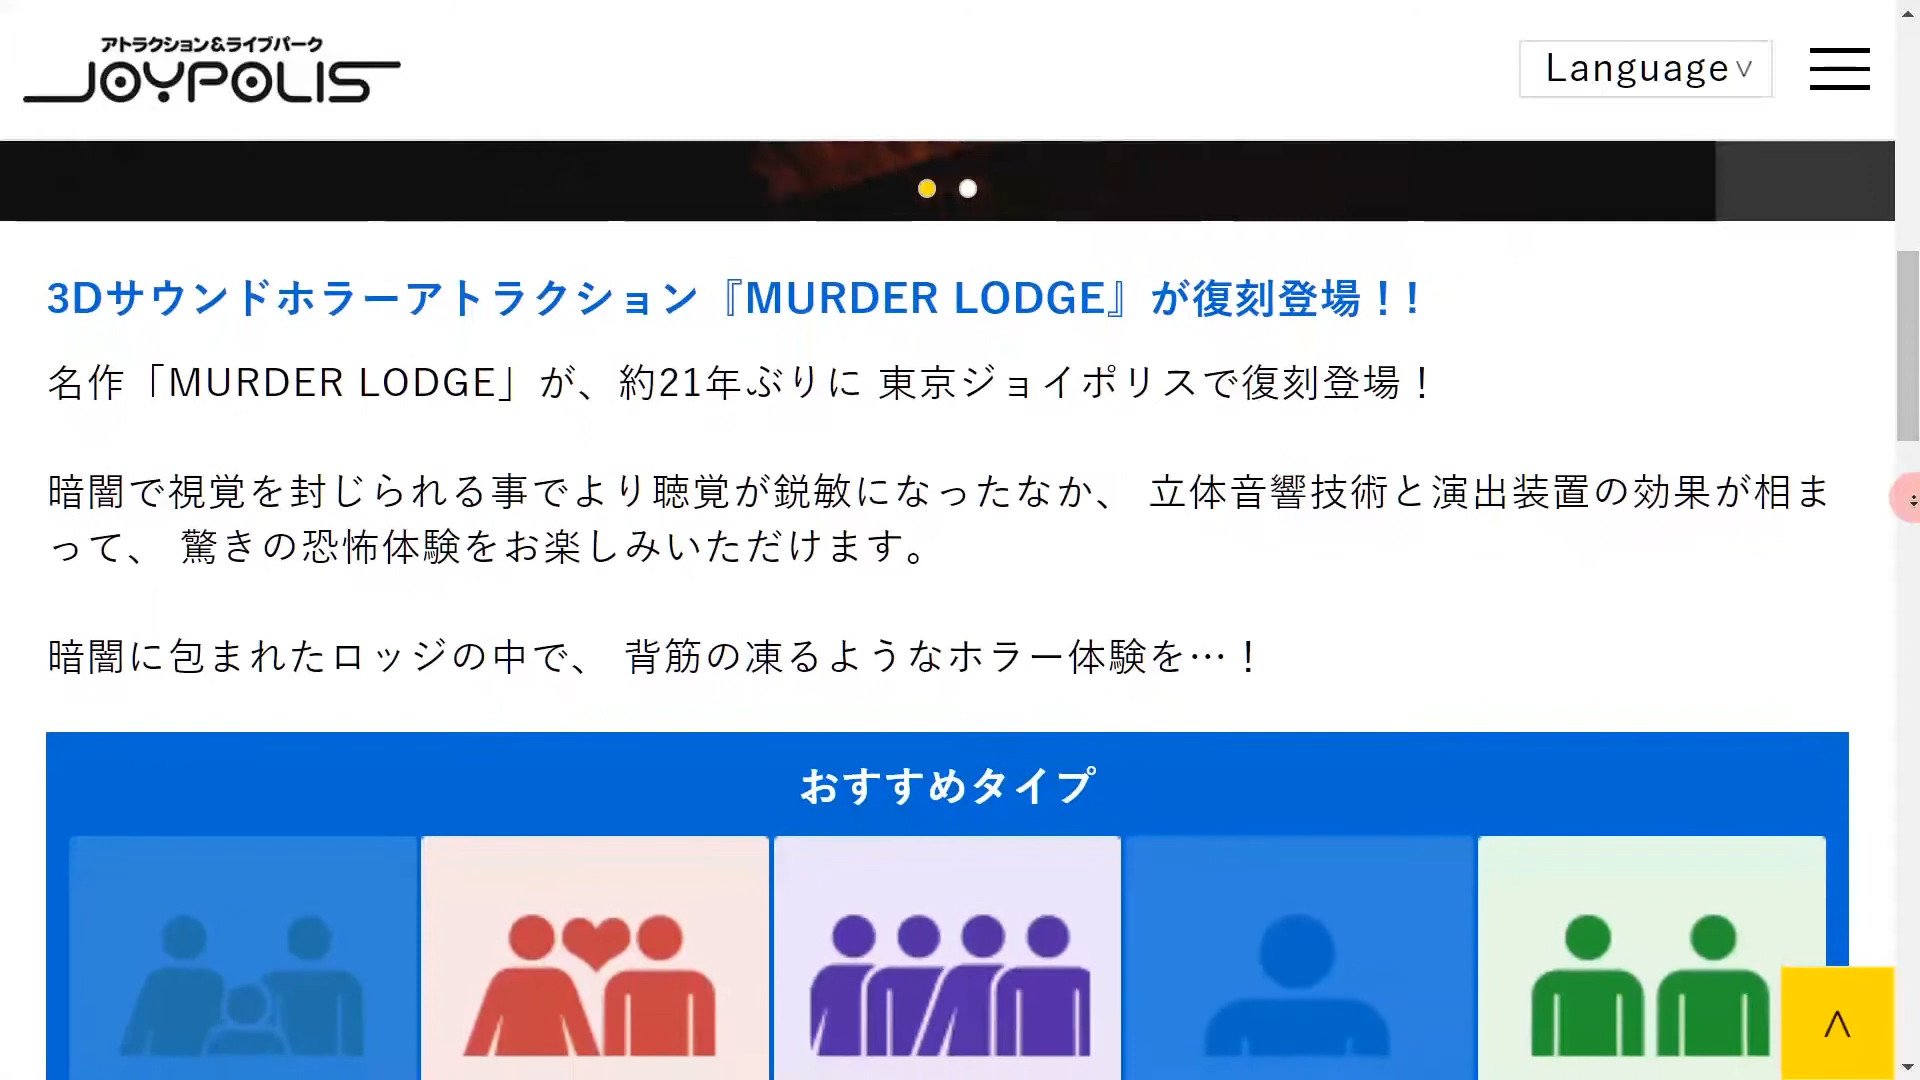 アトラクション&ライブパーク
JOYPOLIS
Language
3Dサウンドホラーアトラクション『MURDER LODGE』が復刻登場！!
名作「MURDER LODGE」が、約21年ぶりに 東京ジョイポリスで復刻登場！
暗闇で視覚を封じられる事でより聴覚が鋭敏になったなか、 立体音響技術と演出装置の効果が相ま
って、 驚きの恐怖体験をお楽しみいただけます。
暗闇に包まれたロッジの中で、 背筋の凍るようなホラー体験を…！
おすすめタイプ